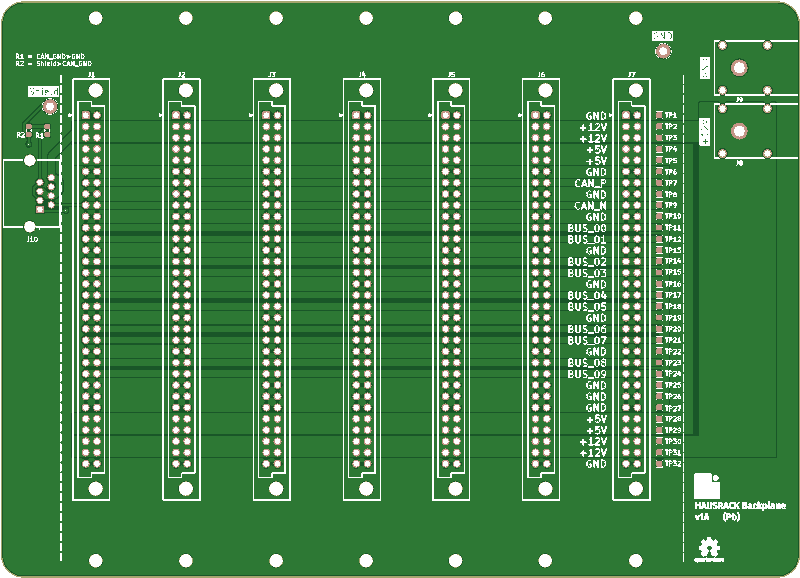 R1 = CAN_GND>GND
R2 = Shield>CAN_GND
GND
Shield
J1
J2
J3
J4
J5
J6
J7
R2
R1
J10
GND TP1
+12V TP2
+12V TP3
+5V TP4
+5V TP5
GND TP6
CAN_P TP7
GND TP8
CAN_N TP9
GND TP10
BUS_00 TP11
BUS_01 TP12
GND TP13
BUS_02 TP14
BUS_03 TP15
GND TP16
BUS_04 TP17
BUS_05 TP18
GND TP19
BUS_06 TP20
BUS_07 TP21
GND TP22
BUS_08 TP23
BUS_09 TP24
GND TP25
GND TP26
GND TP27
+5V TP28
+5V TP29
+12V TP30
+12V TP31
GND TP32
HAUSRACK Backplane
v1A (Pb)